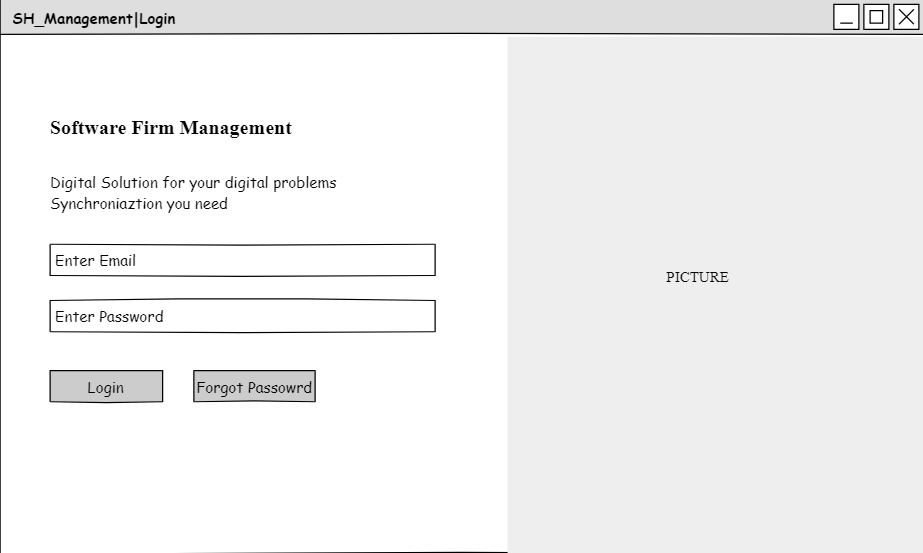 SH_Management|Login
Software Firm Management
Digital Solution for your digital problems
Synchroniaztion you need
Enter Email
Enter Password
Login
Forgot Passowrd
PICTURE